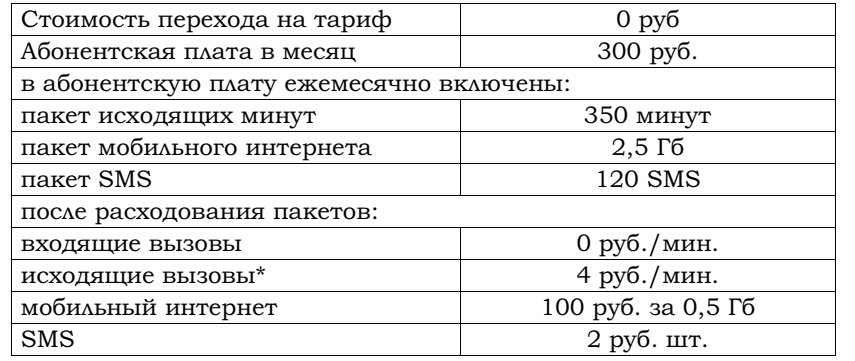 Стоимость перехода на тариф 0 руб
Абонентская плата в месяц 300 руб.
в абонентскую плату ежемесячно включены:
пакет исходящих минут 350 минут
пакет мобильного интернета 2,5 Гб
пакет SMS 120 SMS
после расходования пакетов:
входящие вызовы 0 руб./мин.
исходящие вызовы* 4 руб./мин.
мобильный интернет 100 руб. за 0,5 Гб
SMS 2 руб. шт.